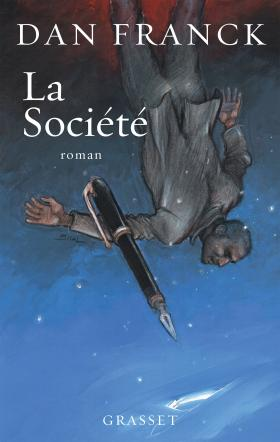 DAN FRANCK
La
Société
roman
GRASSET